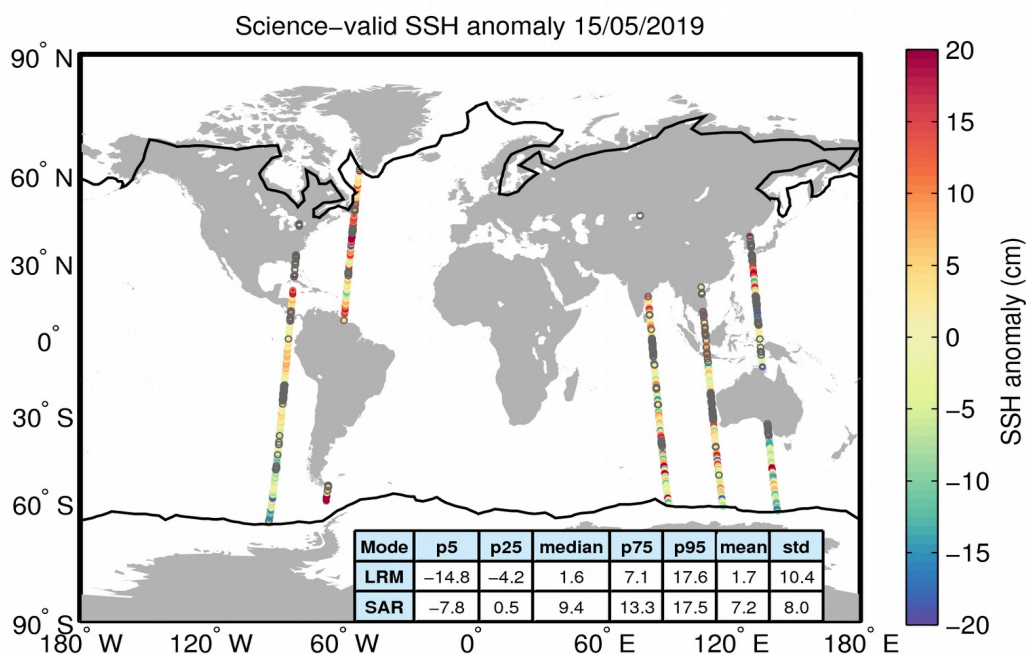 Science−valid SSH anomaly 15/05/2019
90° N
60° N
30° N
0°
30° S
60° S
90° S
180° W
120° W
60° W
0°
60° E
120° E
180° E
Mode p5 p25 median p75 p95 mean std
LRM −14.8 −4.2 1.6 7.1 17.6 1.7 10.4
SAR −7.8 0.5 9.4 13.3 17.5 7.2 8.0
20
15
10
5
0
−5
−10
−15
−20
SSH anomaly (cm)